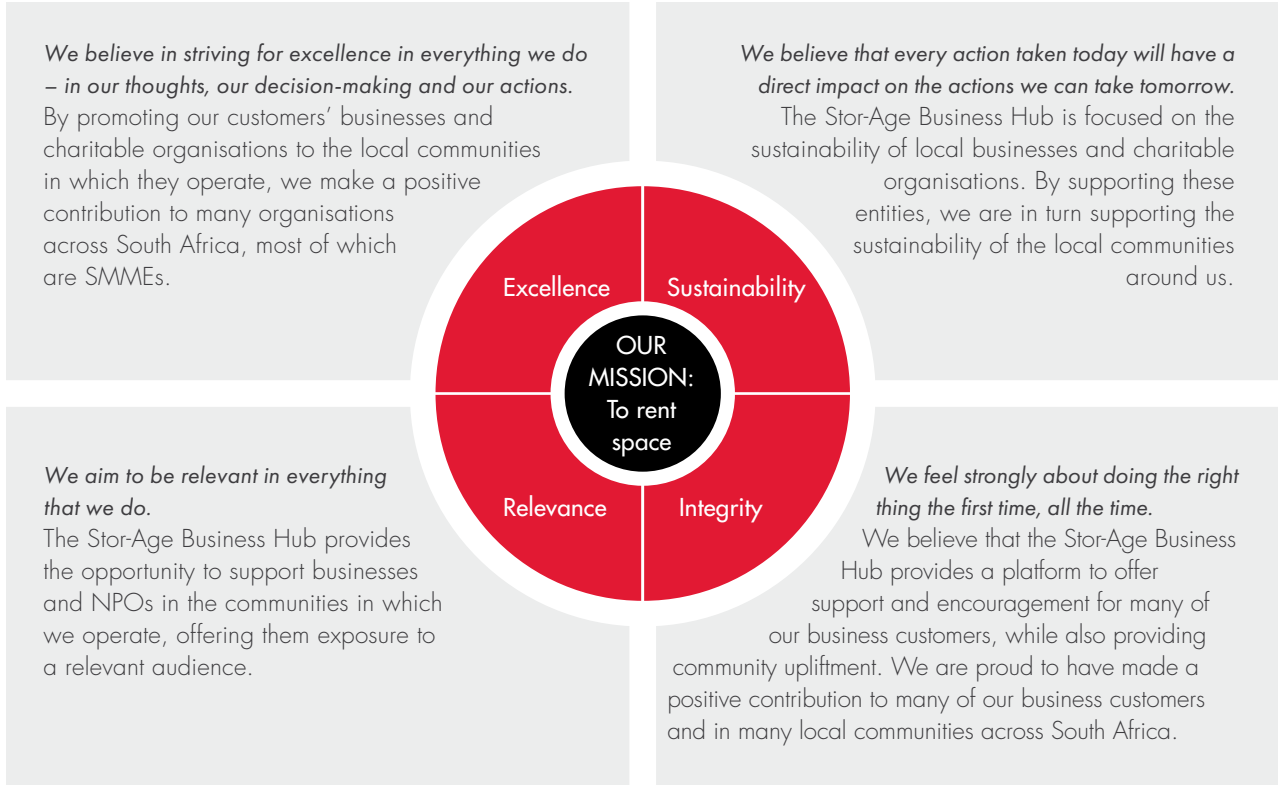 We believe in striving for excellence in everything we do
– in our thoughts, our decision-making and our actions.
By promoting our customers' businesses and
charitable organisations to the local communities
in which they operate, we make a positive
contribution to many organisations
across South Africa, most of which
are SMMEs.
We believe that every action taken today will have a
direct impact on the actions we can take tomorrow.
The Stor-Age Business Hub is focused on the
sustainability of local businesses and charitable
organisations. By supporting these
entities, we are in turn supporting the
sustainability of the local communities
around us.
Excellence
Sustainability
OUR
MISSION:
To rent
space
Relevance
Integrity
We aim to be relevant in everything
that we do.
The Stor-Age Business Hub provides
the opportunity to support businesses
and NPOs in the communities in which
we operate, offering them exposure to
a relevant audience.
We feel strongly about doing the right
thing the first time, all the time.
We believe that the Stor-Age Business
Hub provides a platform to offer
support and encouragement for many of
our business customers, while also providing
community upliftment. We are proud to have made a
positive contribution to many of our business customers
and in many local communities across South Africa.